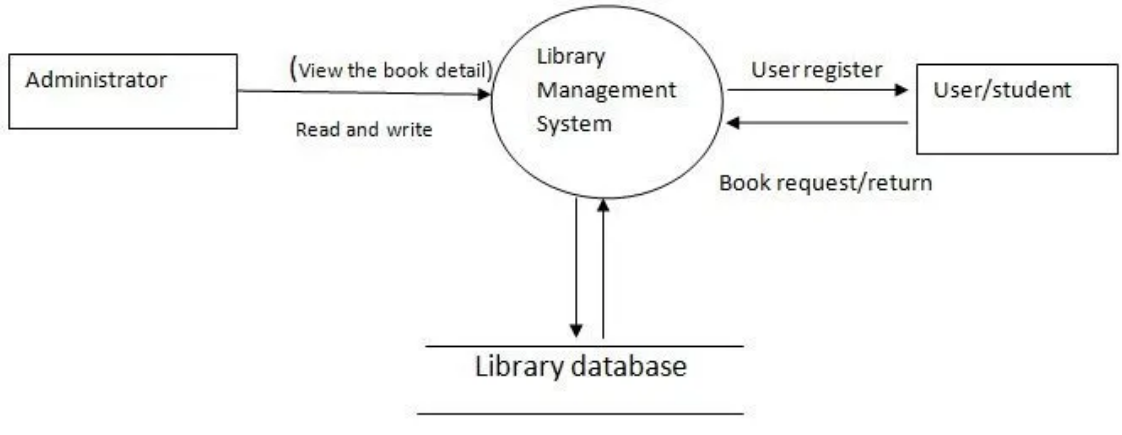 Administrator
(View the book detail)
Read and write
Library
Management
System
User register
User/student
Book request/return
Library database